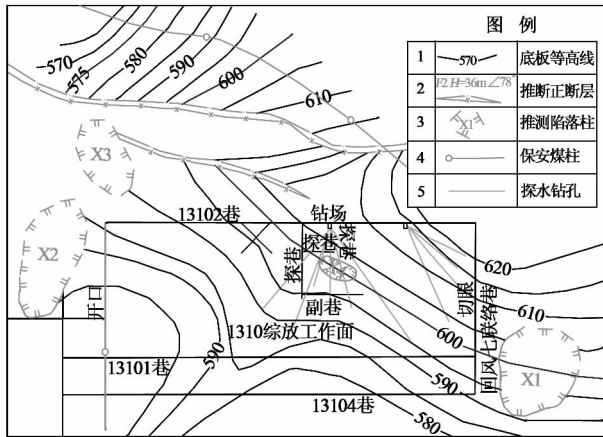 图 例
1 570 底板等高线
2 F2 H=36m∠78° 推断正断层
3 X1 推测陷落柱
4 保安煤柱
5 探水钻孔
570
575
580
590
600
610
X3
X2
13102巷
钻场
探巷
探巷
探巷
开口
副巷
切眼
回风七联络巷
620
610
600
590
580
1310综放工作面
590
13101巷
13104巷
X1